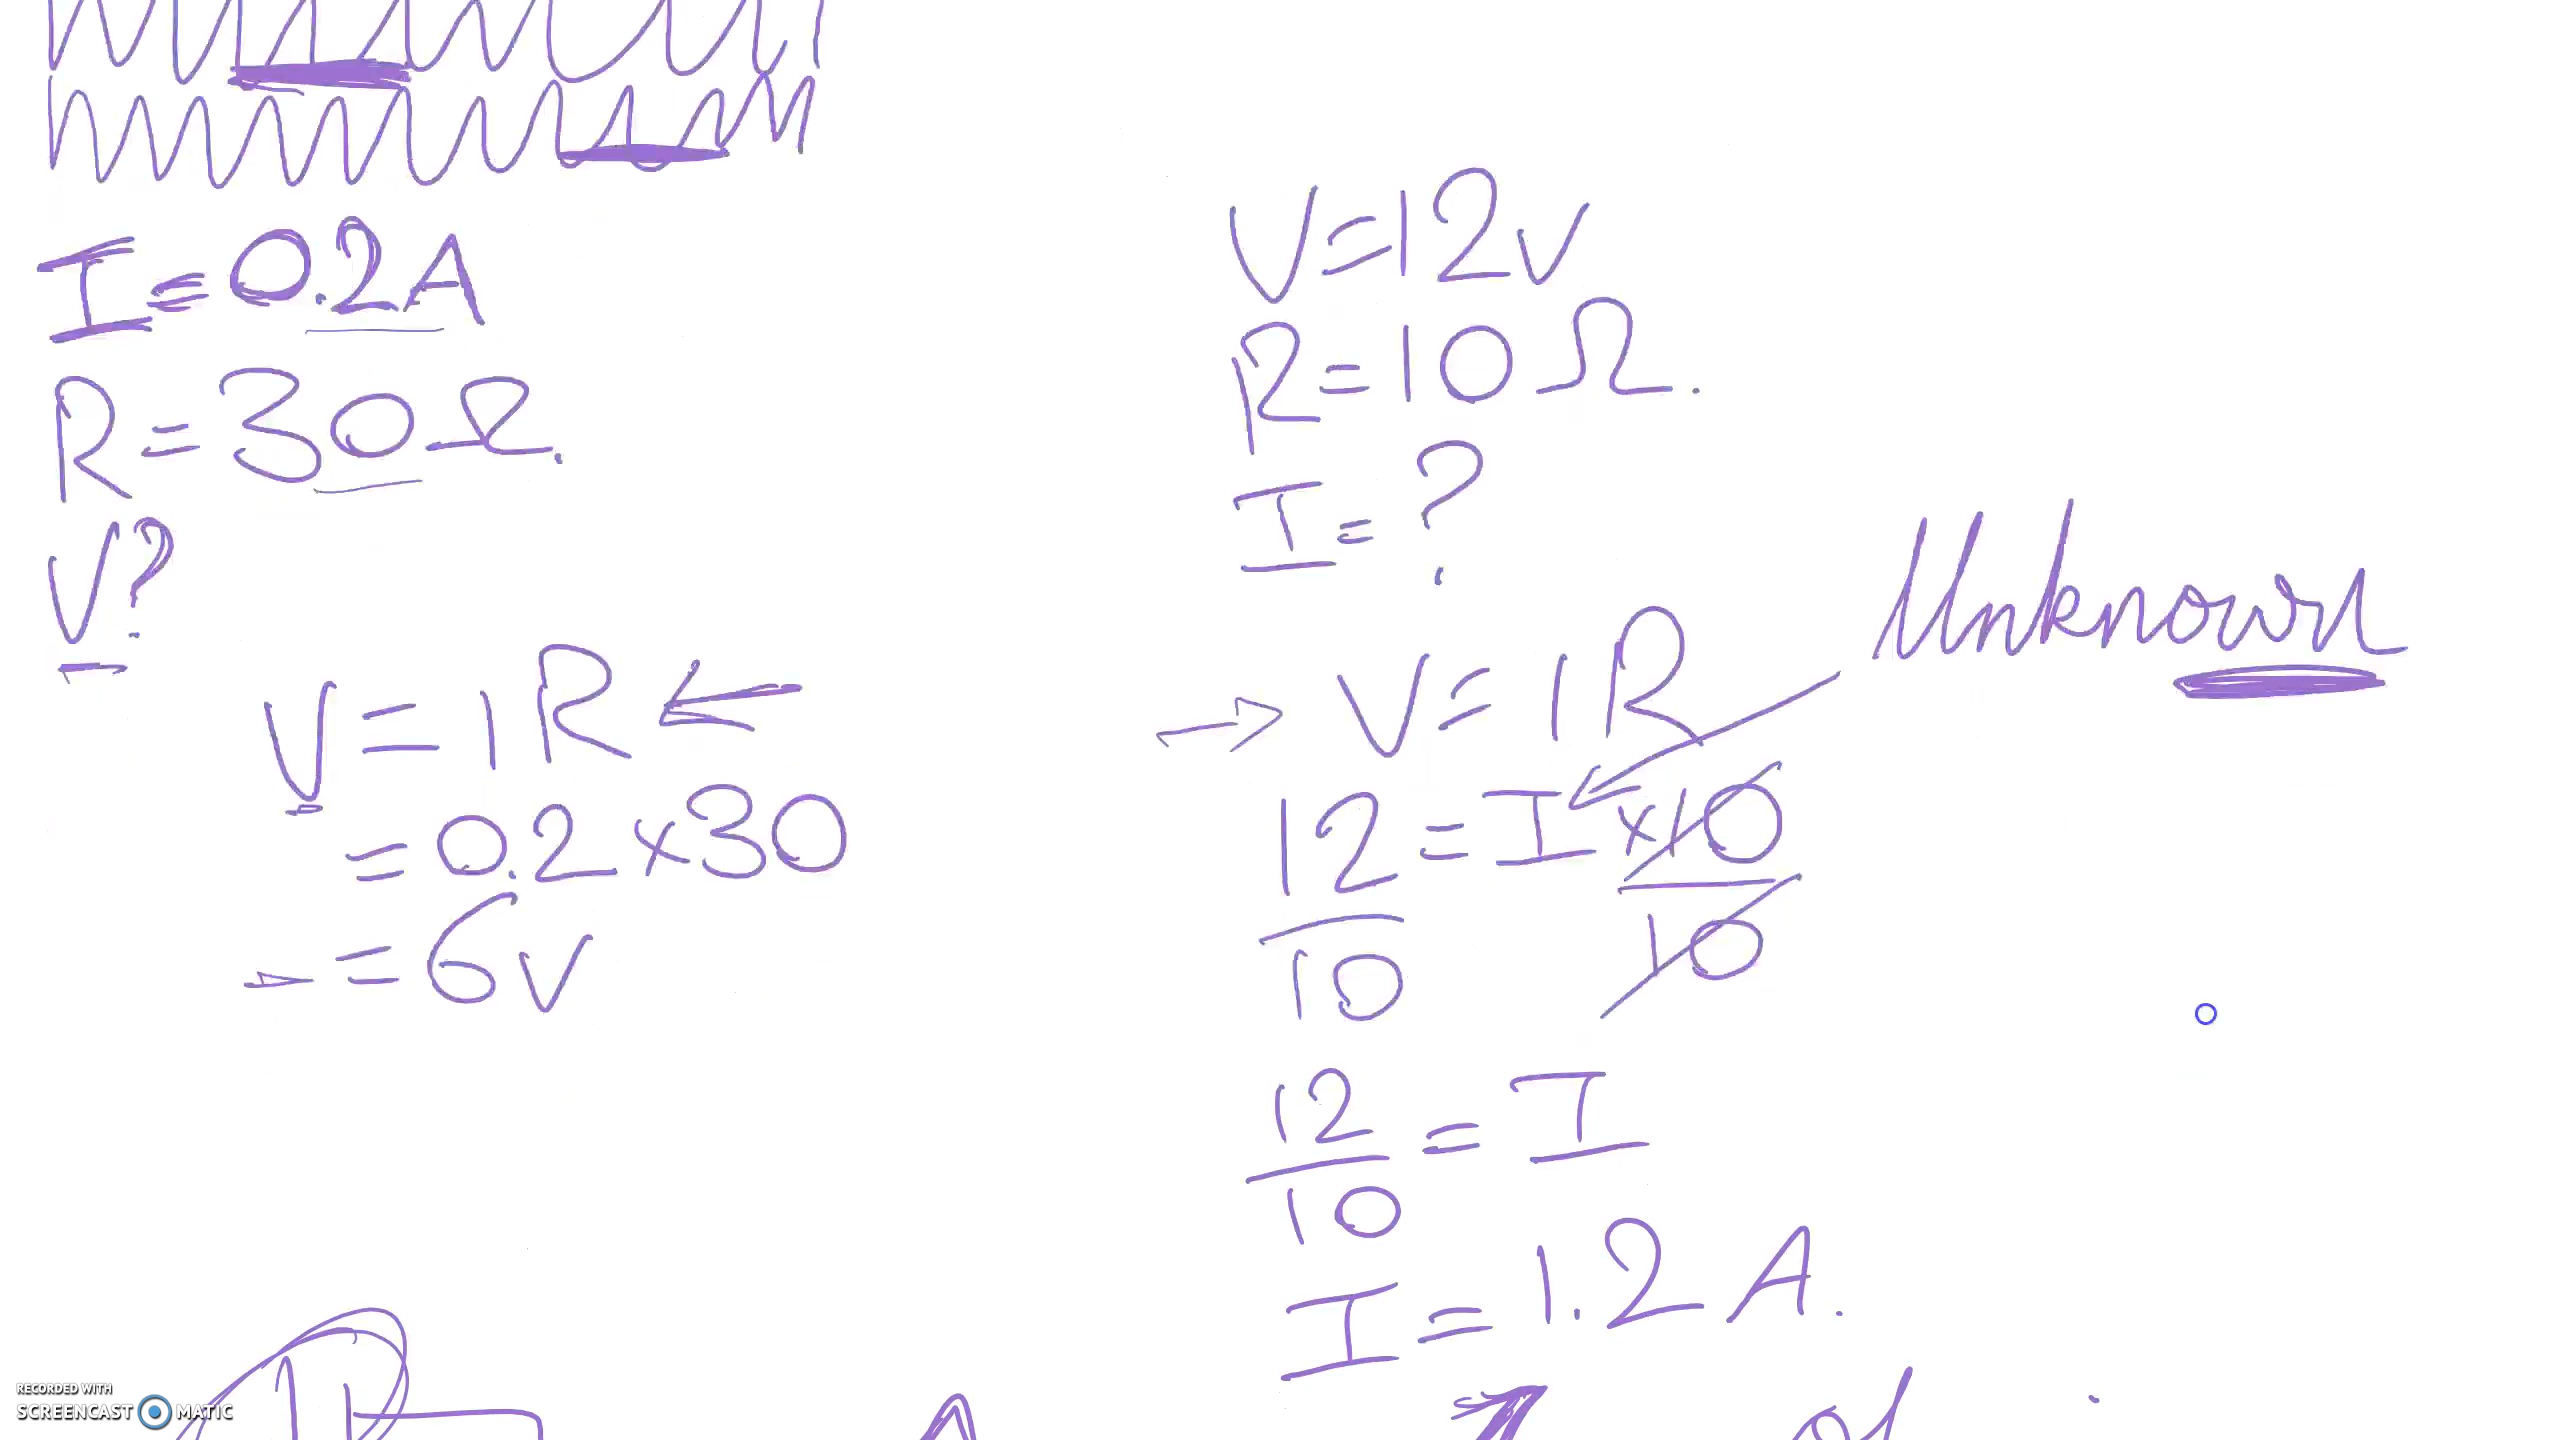 I = 0.2A
R = 30Ω.
V?
V = IR
= 0.2 × 30
= 6v
V = 12v
R = 10Ω.
I = ?
Unknown
V = IR
12 = I × 10
10 10
12 = I
10
I = 1.2 A.
RECORDED WITH
SCREENCAST MATIC